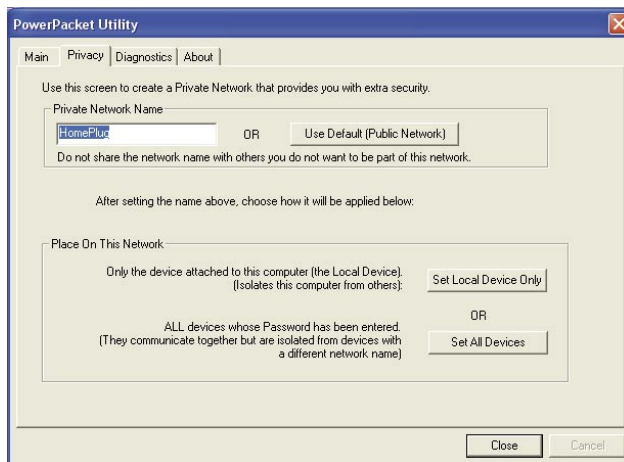 PowerPacket Utility
Main Privacy Diagnostics About
Use this screen to create a Private Network that provides you with extra security.
Private Network Name
HomePlug OR Use Default (Public Network)
Do not share the network name with others you do not want to be part of this network.
After setting the name above, choose how it will be applied below:
Place On This Network
Only the device attached to this computer (the Local Device).
(Isolates this computer from others):
Set Local Device Only
OR
ALL devices whose Password has been entered.
(They communicate together but are isolated from devices with
a different network name)
Set All Devices
Close Cancel